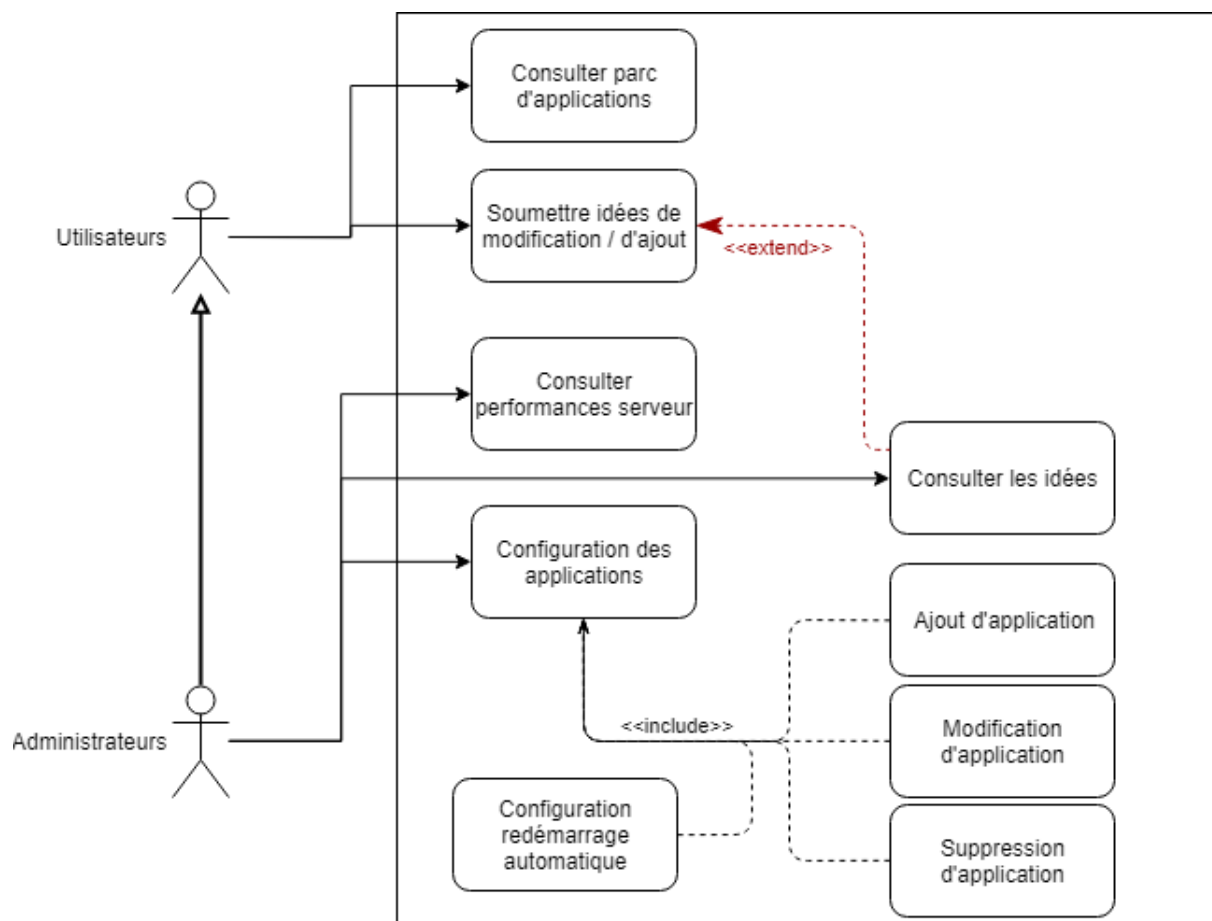 Consulter parc
d'applications
Soumettre idées de
modification / d'ajout
<<extend>>
Utilisateurs
Consulter
performances serveur
Consulter les idées
Configuration des
applications
Ajout d'application
<<include>>
Modification
d'application
Administrateurs
Configuration
redémarrage
automatique
Suppression
d'application